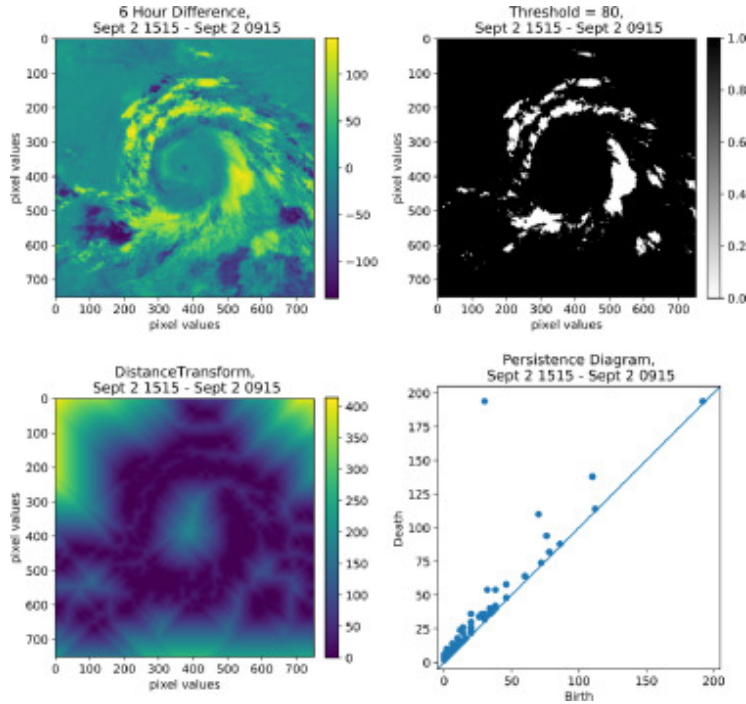 6 Hour Difference,
Sept 2 1515 - Sept 2 0915
0
100
200
300
400
500
600
700
pixel values
0 100 200 300 400 500 600 700
pixel values
100
50
0
−50
−100
Threshold = 80,
Sept 2 1515 - Sept 2 0915
0
100
200
300
400
500
600
700
pixel values
0 100 200 300 400 500 600 700
pixel values
1.0
0.8
0.6
0.4
0.2
0.0
DistanceTransform,
Sept 2 1515 - Sept 2 0915
0
100
200
300
400
500
600
700
pixel values
0 100 200 300 400 500 600 700
pixel values
400
350
300
250
200
150
100
50
0
Persistence Diagram,
Sept 2 1515 - Sept 2 0915
200
175
150
125
100
75
50
25
0
Death
0 50 100 150 200
Birth